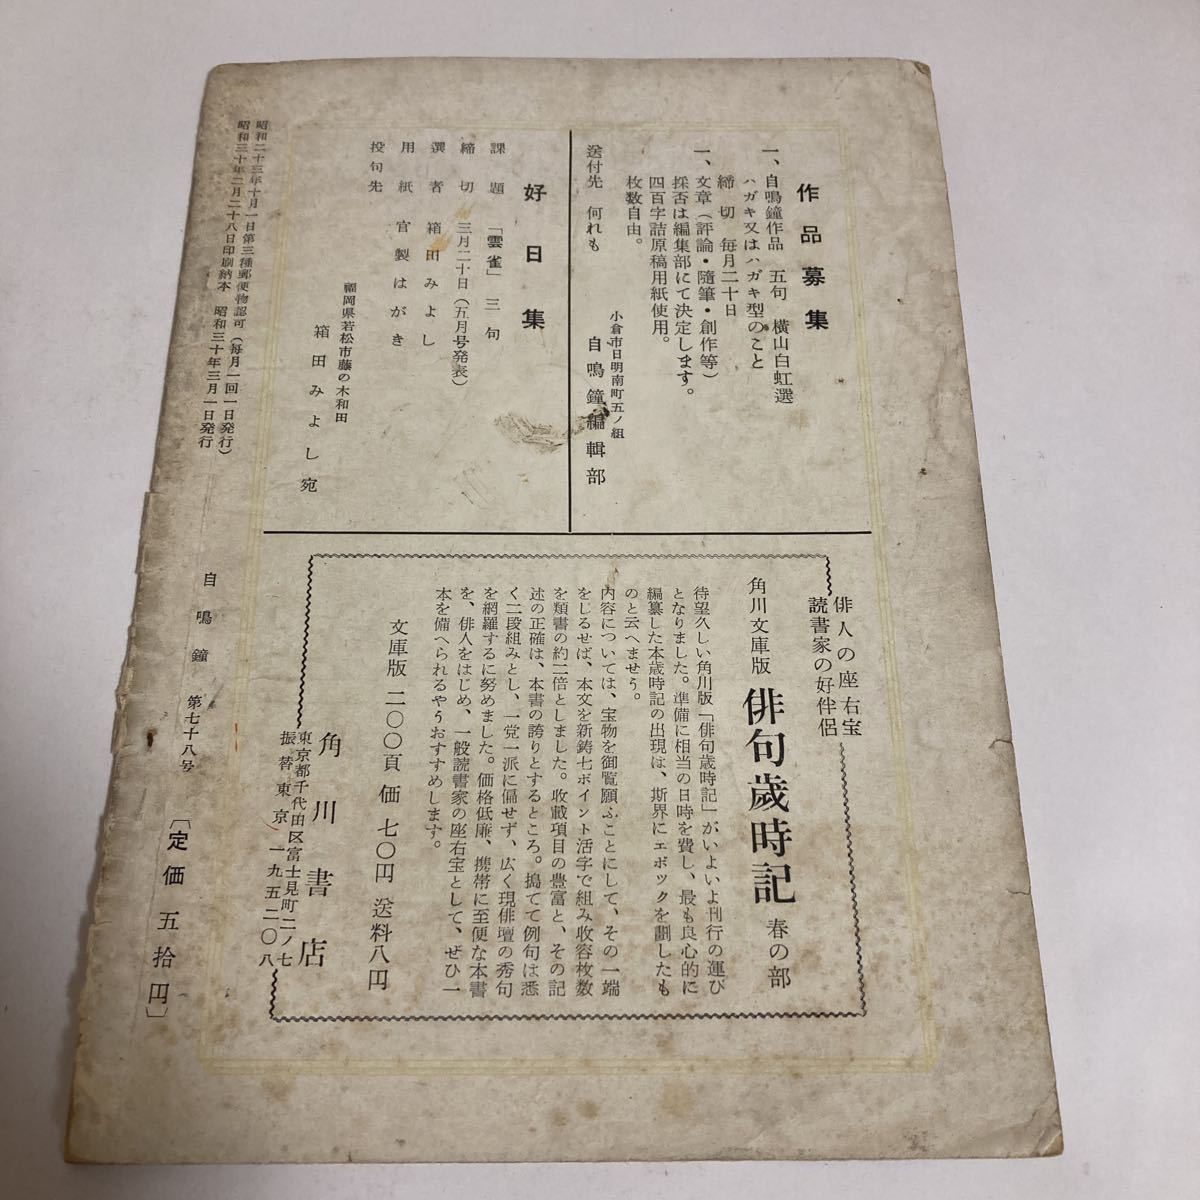 作品募集
一、自鳴鐘作品　五句　横山白虹選
ハガキ又はハガキ型のこと
締切　毎月二十日
一、文章（評論・随筆・創作等）
採否は編集部にて決定します。
四百字詰原稿用紙使用。
枚数自由。
送付先　何れも
小倉市日明南町五ノ組
自鳴鐘編輯部
好日集
課題　「雲雀」三句
締切　三月二十日（五月号発表）
選者　箱田みよし
用紙　官製はがき
投句先
福岡県若松市藤の木和田
箱田みよし宛
俳人の座右宝
読書家の好伴侶
角川文庫版　俳句歳時記　春の部
待望久しい角川版「俳句歳時記」がいよいよ刊行の運び
となりました。準備に相当の日時を費し、最も良心的に
編纂した本歳時記の出現は、斯界にエポックを劃したも
のと云へませう。
内容については、宝物を御覧願ふことにして、その一端
をしるせば、本文を新鋳七ポイント活字で組み収容枚数
を類書の約二倍としました。収載項目の豊富と、その記
述の正確は、本書の誇りとするところ。搗てて例句は悉
く二段組みとし、一党一派に偏せず、広く現俳壇の秀句
を網羅するに努めました。価格低廉、携帯に至便な本書
を、俳人をはじめ、一般読書家の座右宝として、ぜひ一
本を備へられるやうおすすめします。
文庫版　二〇〇頁　価　七〇円　送料八円
角川書店
東京都千代田区富士見町二ノ七
振替東京一九五二〇八
昭和二十三年十月一日第三種郵便物認可（毎月一回一日発行）
昭和三十年二月二十八日印刷納本　昭和三十年三月一日発行
自鳴鐘　第七十八号
〔定価　五拾円〕